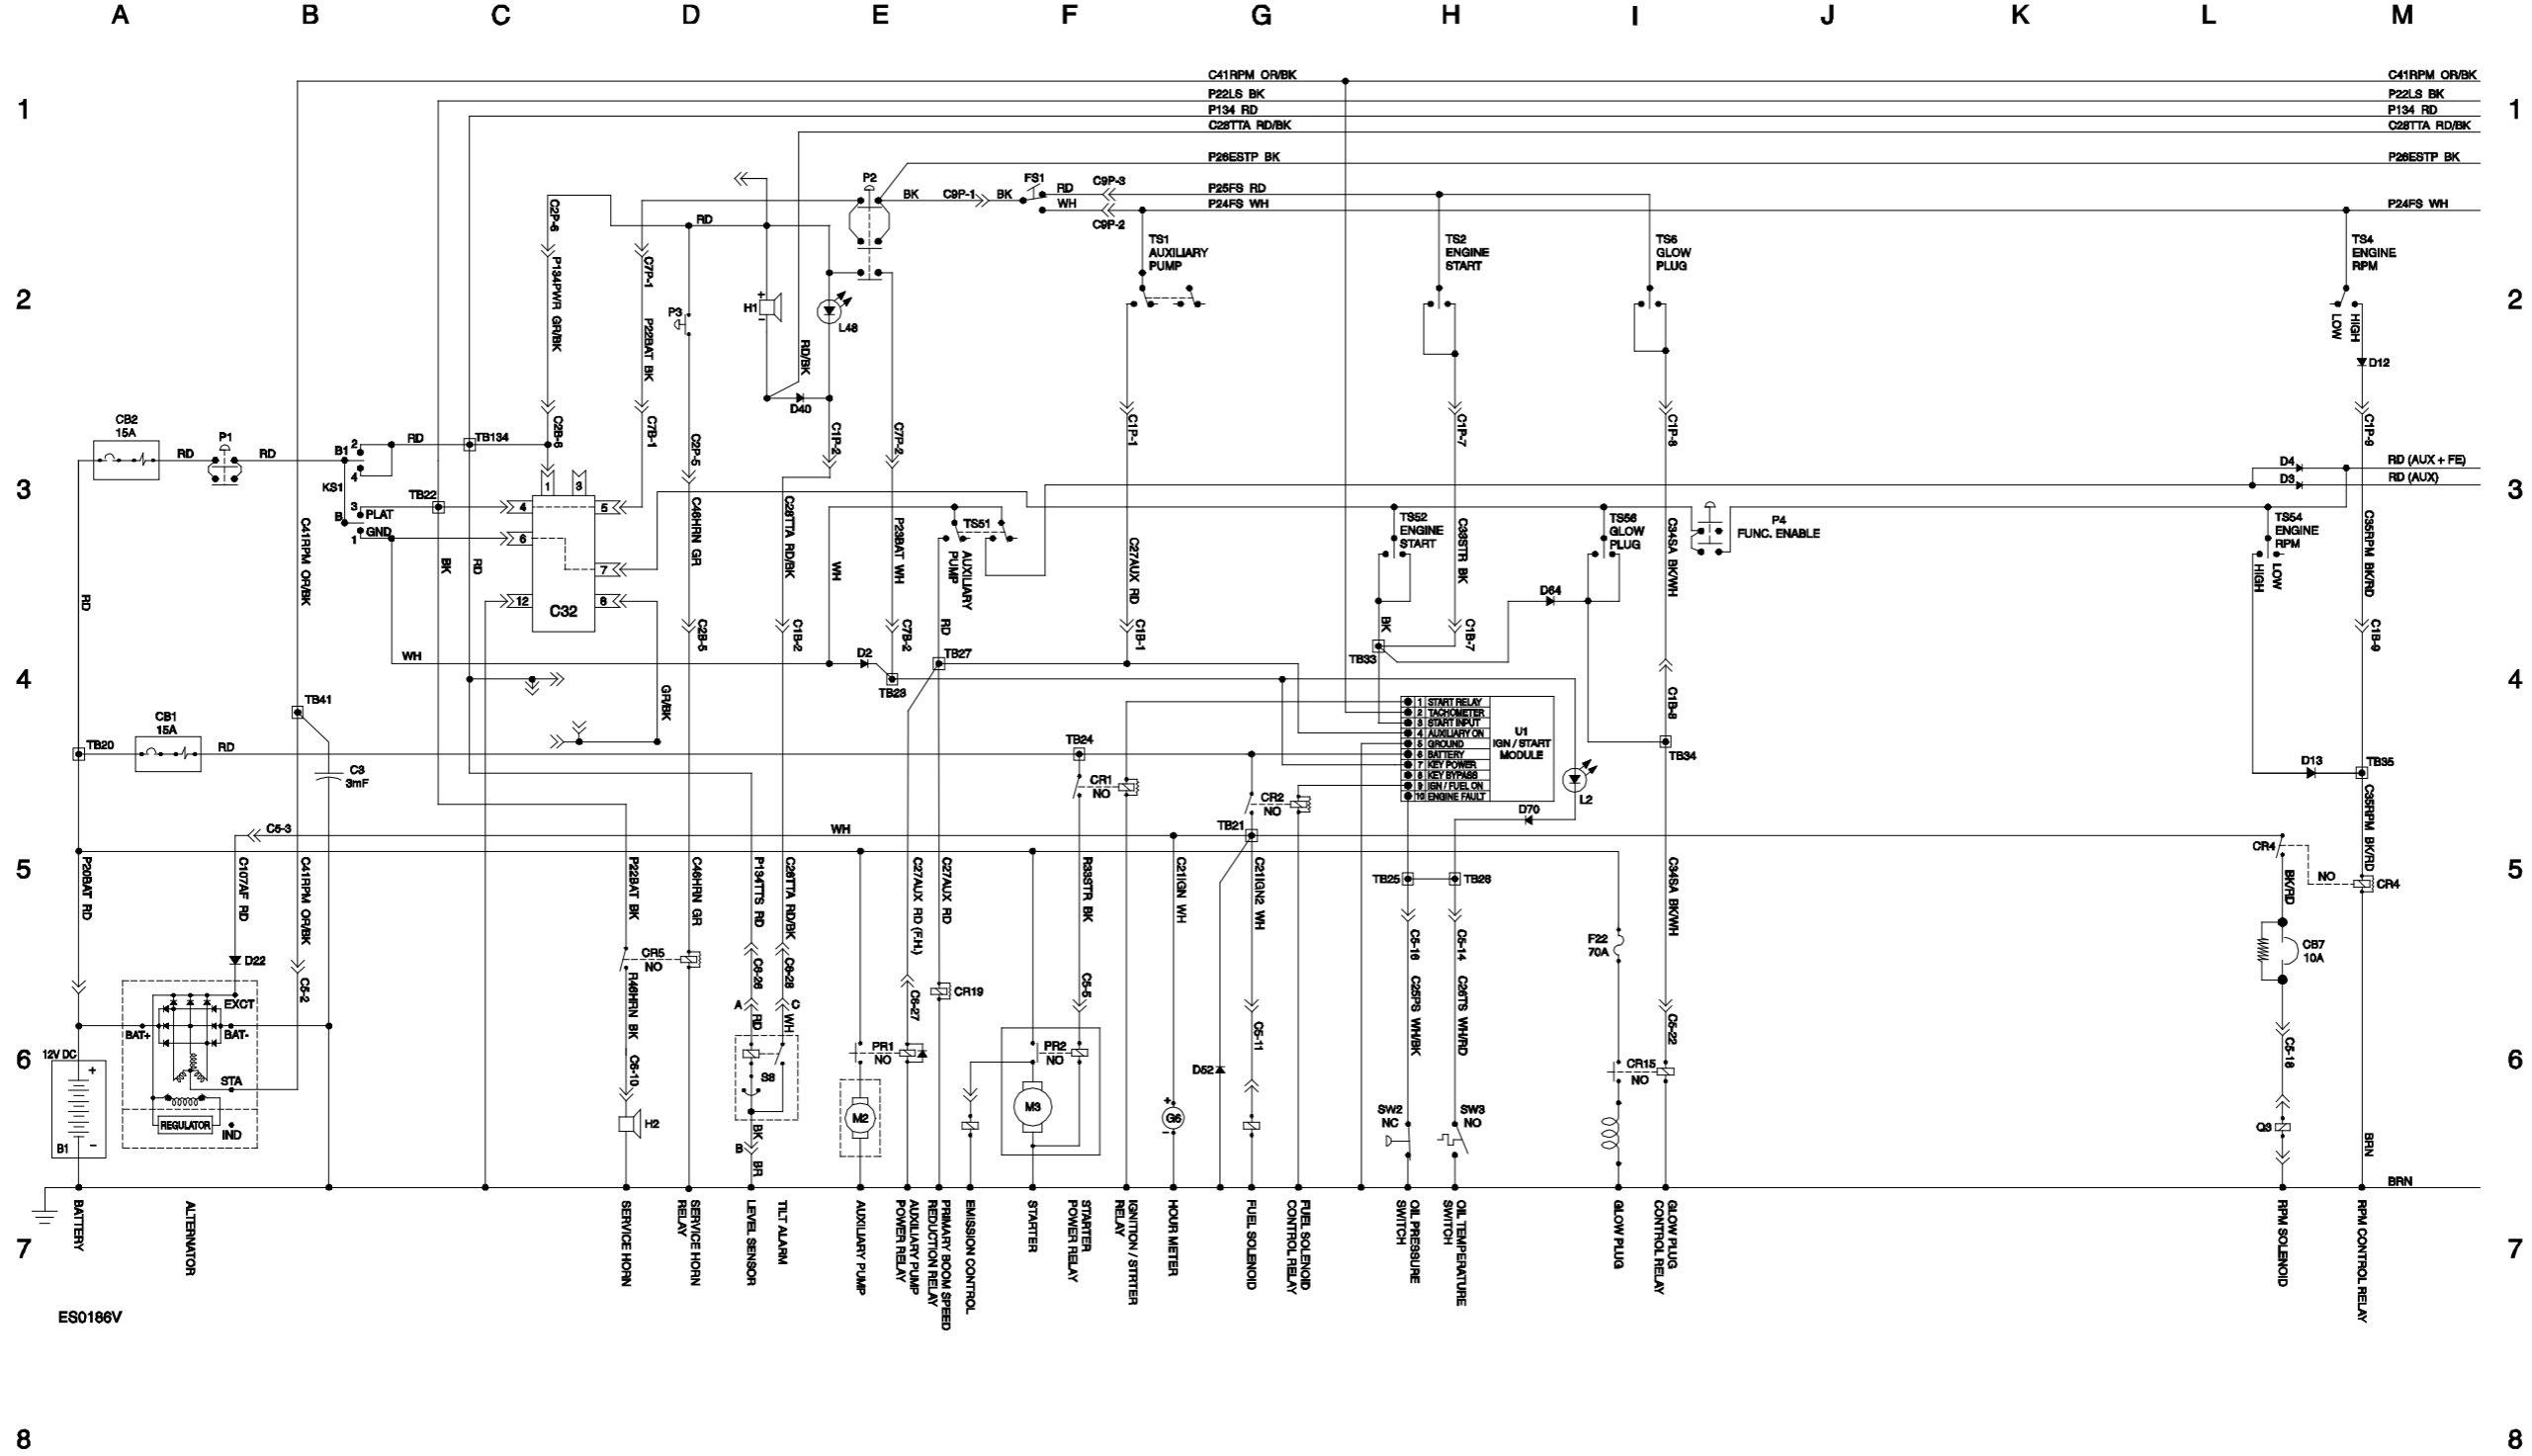 A B C D E F G H I J K L M
1 1
C41RPM OR/BK C41RPM OR/BK
P22LS BK P22LS BK
P134 RD P134 RD
C28TTA RD/BK C28TTA RD/BK
P26ESTP BK P26ESTP BK
P2 BK C9P-1 BK FS1 RD C9P-3 P25FS RD
WH C9P-2 P24FS WH P24FS WH
C2P-6 RD
P134PWR GR/BK
C7P-1
P22BAT BK
TS1
AUXILIARY
PUMP
TS2
ENGINE
START
TS6
GLOW
PLUG
TS4
ENGINE
RPM
2 2
P3 H1 + − L48
RD/BK
LOW HIGH
D12
D40
CB2
15A
RD P1 RD
B1 2 RD TB134
4
KS1
C2B-6 C7B-1 C2P-5 C1P-2 C7P-2 C1P-1 C1P-7 C1P-8 C1P-9
D4 RD (AUX + FE)
D3 RD (AUX)
3 3
TB22
1 3
B 3 PLAT
1 GND
4 5
6
7
12 8
C32
C41RPM OR/BK
BK RD
C46HRN GR
C28TTA RD/BK
WH
P23BAT WH
TS51
AUXILIARY
PUMP
C27AUX RD
TS52
ENGINE
START
C33STR BK
TS56
GLOW
PLUG
C34SA BK/WH
P4
FUNC. ENABLE
TS54
ENGINE
RPM
HIGH LOW
C35RPM BK/RD
RD
D64
C2B-5 C1B-2 C7B-2 RD C1B-1 BK C1B-7 C1B-9
WH D2 TB27 TB33
TB23
4 4
TB41
GR/BK
C1B-8
CB1
15A
TB20 RD TB24
1 START RELAY
2 TACHOMETER
3 START INPUT
4 AUXILIARY ON
5 GROUND
6 BATTERY
7 KEY POWER
8 KEY BYPASS
9 IGN / FUEL ON
10 ENGINE FAULT
U1
IGN / START
MODULE
TB34
C3
3mF
CR1
NO
CR2
NO
L2
D13 TB35
D70
C5-3 WH TB21
C35RPM BK/RD
5 5
P20BAT RD
C107AF RD
C41RPM OR/BK
P22BAT BK
C46HRN GR
P134TTS RD
C28TTA RD/BK
C27AUX RD (F.H.)
C27AUX RD
R33STR BK
C21IGN WH
C21IGN2 WH
TB25 TB26
C34SA BK/WH
CR4
NO CR4
BK/RD
D22
C5-2
CR5
NO
R46HRN BK
C6-26 C6-28
A C
RD WH
C6-27
CR19
C5-5
C5-11
C5-16 C5-14
C25PS WH/BK
C26TS WH/RD
F22
70A
C5-22
CB7
10A
C5-18
EXCT
BAT+ BAT-
6 6
12V DC
+
−
B1
STA
REGULATOR
IND
C6-10
H2
S8
BK
B
BR
PR1
NO
M2
PR2
NO
M3
+
G6
−
D52
SW2
NC
SW3
NO
CR15
NO
Q3
BRN
BRN
7 7
BATTERY
ALTERNATOR
SERVICE HORN
SERVICE HORN
RELAY
LEVEL SENSOR
TILT ALARM
AUXILIARY PUMP
AUXILIARY PUMP
POWER RELAY
PRIMARY BOOM SPEED
REDUCTION RELAY
EMISSION CONTROL
STARTER
STARTER
POWER RELAY
IGNITION / STRTER
RELAY
HOUR METER
FUEL SOLENOID
FUEL SOLENOID
CONTROL RELAY
OIL PRESSURE
SWITCH
OIL TEMPERATURE
SWITCH
GLOW PLUG
GLOW PLUG
CONTROL RELAY
RPM SOLENOID
RPM CONTROL RELAY
ES0186V
8 8